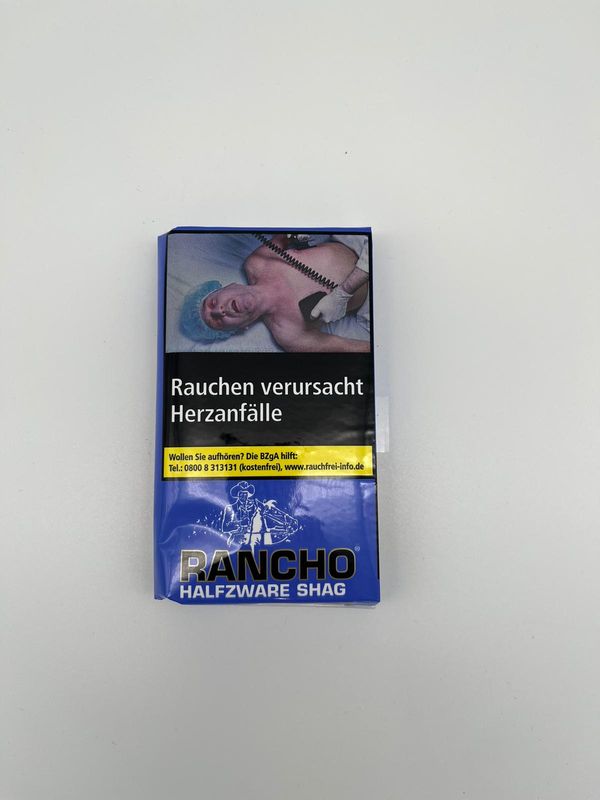 Rauchen verursacht
Herzanfälle
Wollen Sie aufhören? Die BZgA hilft:
Tel.: 0800 8 313131 (kostenfrei), www.rauchfrei-info.de
RANCHO®
HALFZWARE SHAG